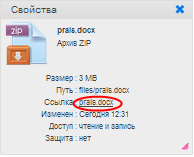 Свойства
zip
prais.docx
Архив ZIP
Размер : 3 MB
Путь : files/prais.docx
Ссылка : prais.docx
Изменен : Сегодня 12:31
Доступ : чтение и запись
Защита : нет